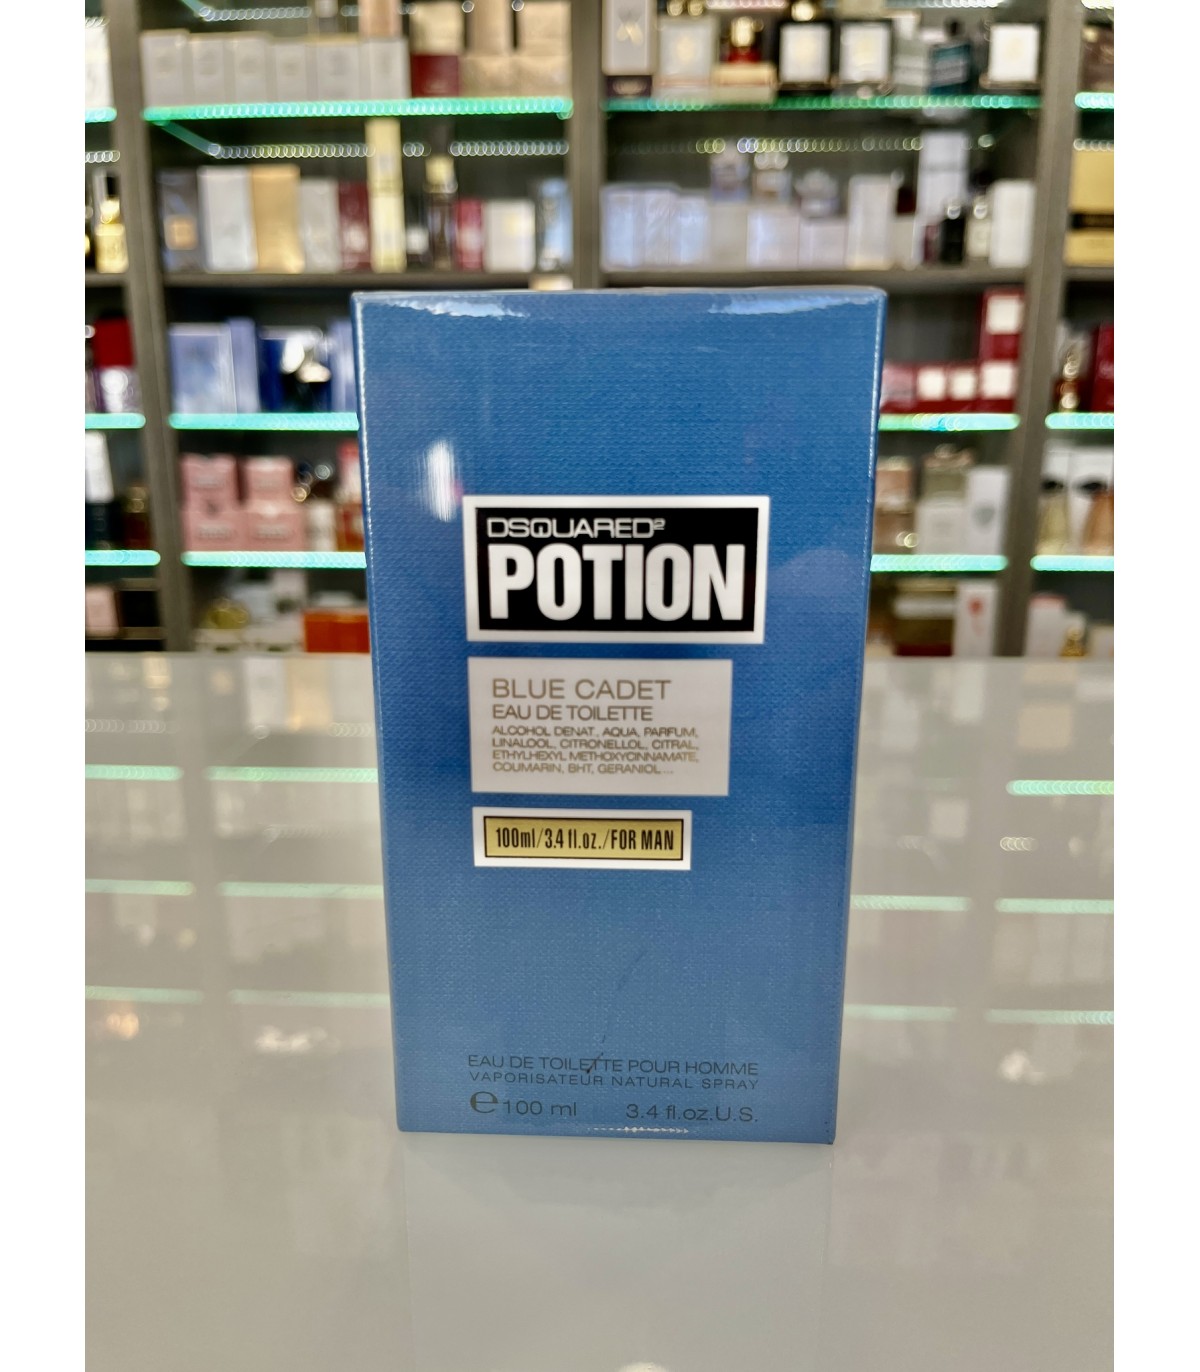 DSQUARED²
POTION
BLUE CADET
EAU DE TOILETTE
ALCOHOL DENAT., AQUA, PARFUM,
LINALOOL, CITRONELLOL, CITRAL,
ETHYLHEXYL METHOXYCINNAMATE,
COUMARIN, BHT, GERANIOL...
100ml/3.4 fl.oz./FOR MAN
EAU DE TOILETTE POUR HOMME
VAPORISATEUR NATURAL SPRAY
℮100 ml 3.4 fl.oz.U.S.